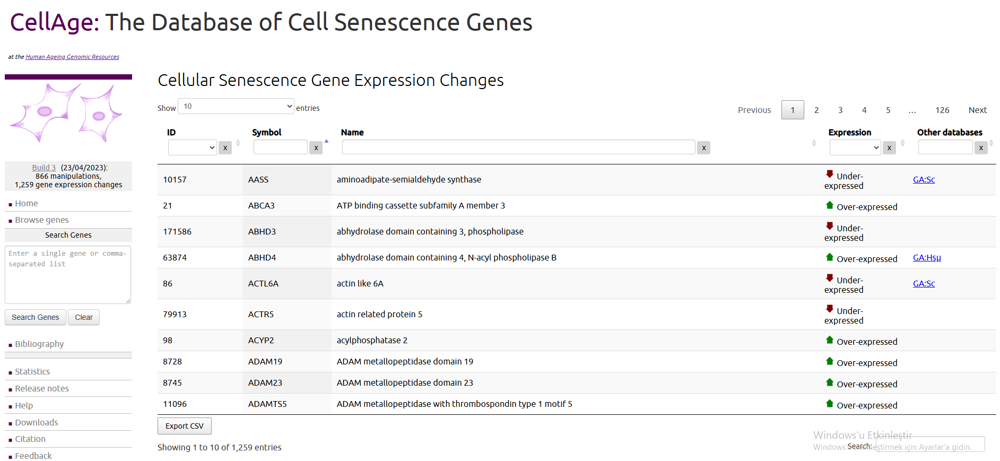 CellAge: The Database of Cell Senescence Genes
at the Human Ageing Genomic Resources
Build 3 (23/04/2023):
866 manipulations,
1,259 gene expression changes
Home
Browse genes
Search Genes
Enter a single gene or comma-
separated list
Search Genes Clear
Bibliography
Statistics
Release notes
Help
Downloads
Citation
Feedback
Cellular Senescence Gene Expression Changes
Show 10 entries
Previous 1 2 3 4 5 … 126 Next
ID Symbol Name Expression Other databases
x x x x x
10157 AASS aminoadipate-semialdehyde synthase Under-
expressed GA:Sc
21 ABCA3 ATP binding cassette subfamily A member 3 Over-expressed
171586 ABHD3 abhydrolase domain containing 3, phospholipase Under-
expressed
63874 ABHD4 abhydrolase domain containing 4, N-acyl phospholipase B Over-expressed GA:Hsμ
86 ACTL6A actin like 6A Under-
expressed GA:Sc
79913 ACTR5 actin related protein 5 Under-
expressed
98 ACYP2 acylphosphatase 2 Over-expressed
8728 ADAM19 ADAM metallopeptidase domain 19 Over-expressed
8745 ADAM23 ADAM metallopeptidase domain 23 Over-expressed
11096 ADAMTS5 ADAM metallopeptidase with thrombospondin type 1 motif 5 Over-expressed
Export CSV
Showing 1 to 10 of 1,259 entries
Search:
Windows'u Etkinleştir
Windows'u etkinleştirmek için Ayarlar'a gidin.